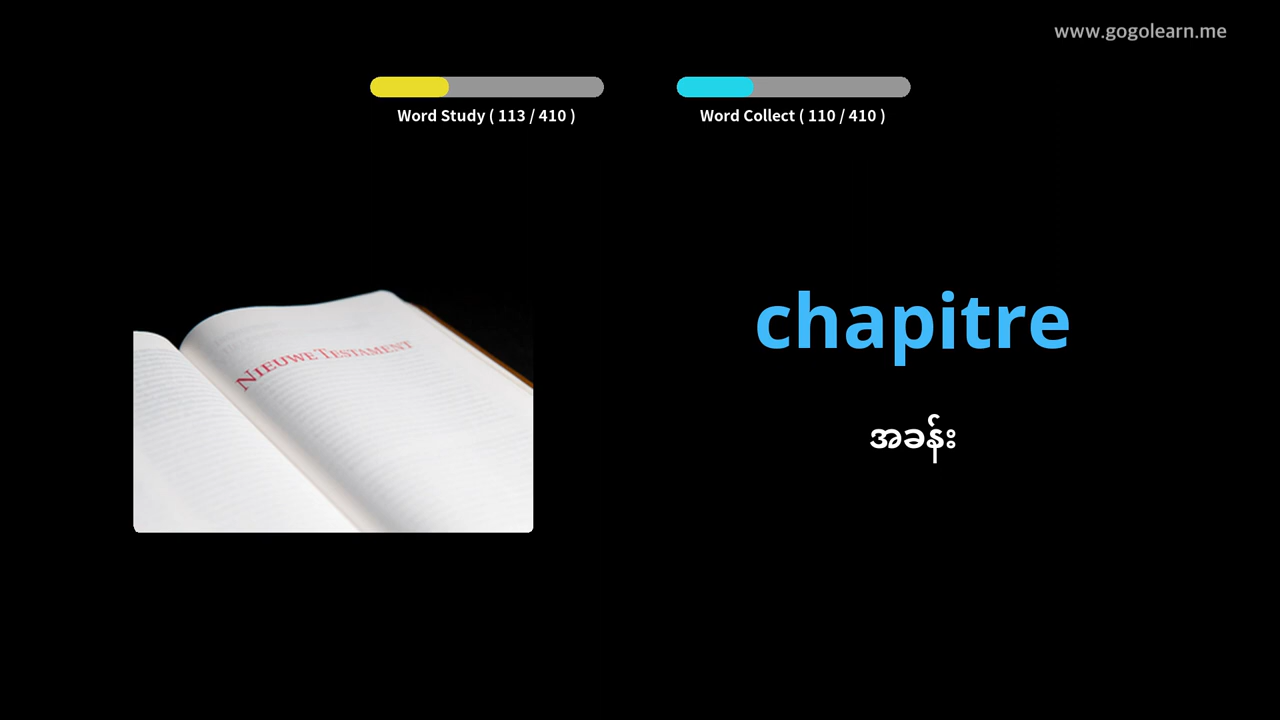 www.gogolearn.me
Word Study ( 113 / 410 )
Word Collect ( 110 / 410 )
NIEUWE TESTAMENT
chapitre
အခန်း